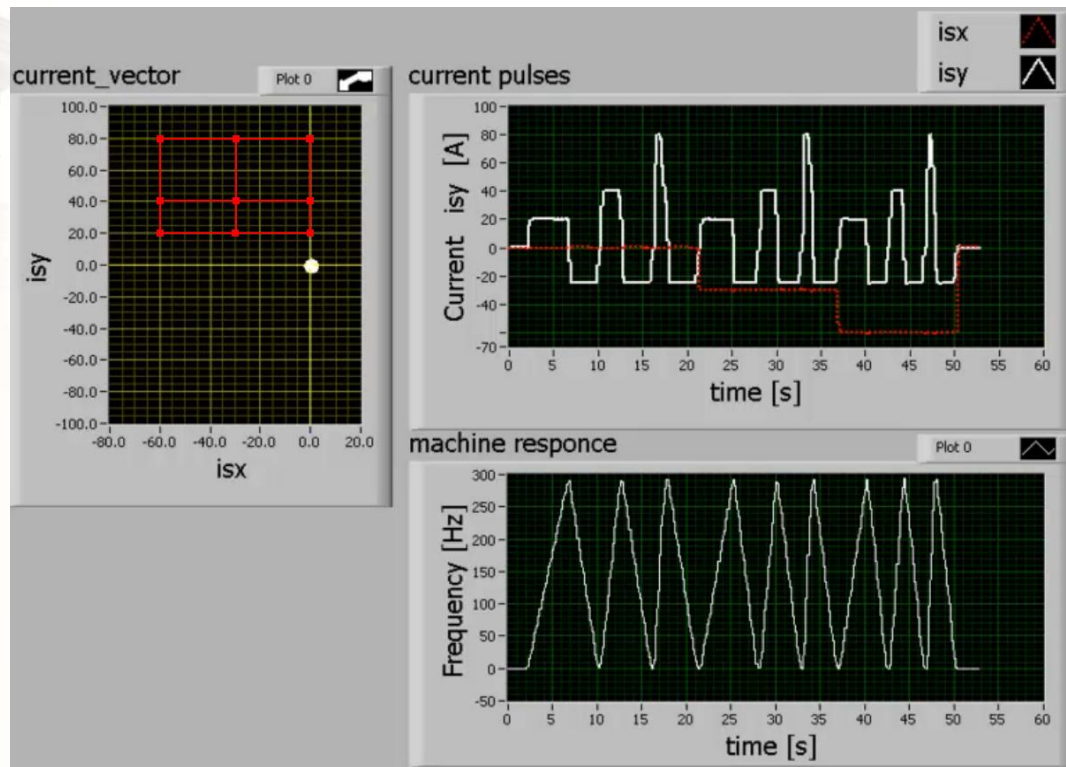 isx
isy
current_vector
Plot 0
100.0
80.0
60.0
40.0
20.0
0.0
-20.0
-40.0
-60.0
-80.0
-100.0
-80.0 -60.0 -40.0 -20.0 0.0 20.0
isy
isx
current pulses
100
80
60
40
20
0
-20
-40
-70
0 5 10 15 20 25 30 35 40 45 50 55 60
Current isy [A]
time [s]
machine responce
Plot 0
300
250
200
150
100
50
0
-50
0 5 10 15 20 25 30 35 40 45 50 55 60
Frequency [Hz]
time [s]